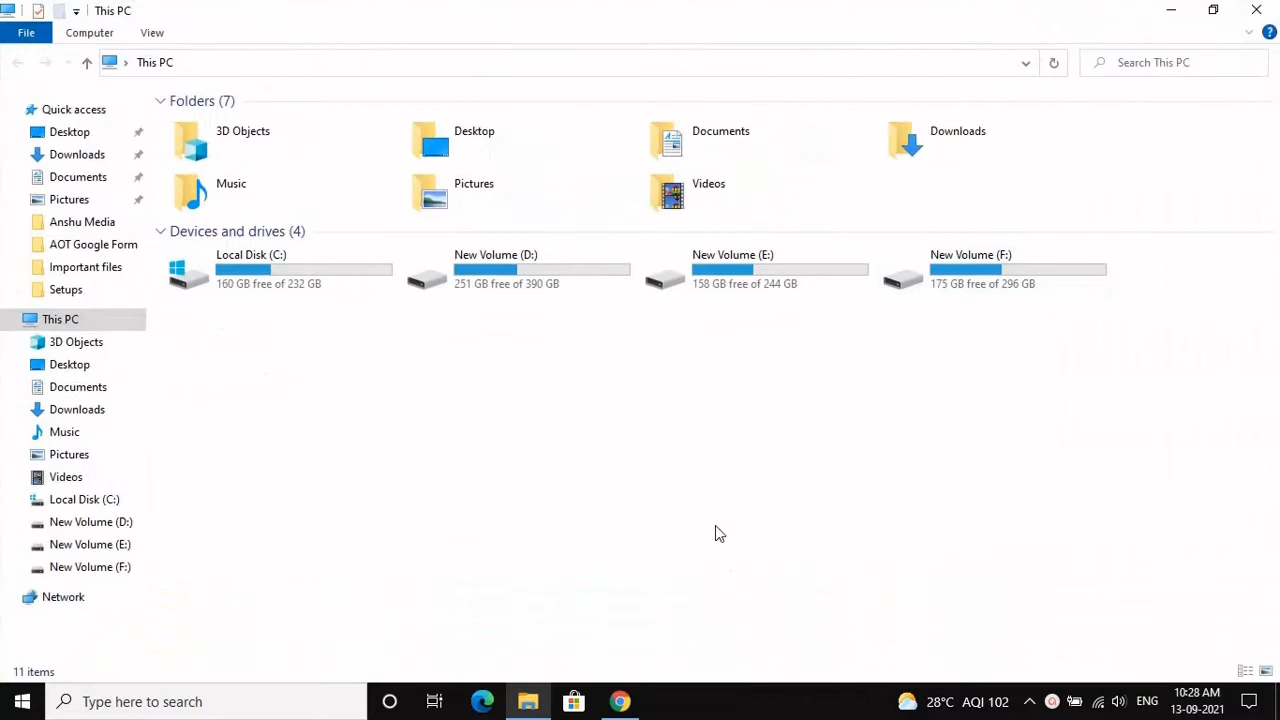 This PC
File
Computer
View
This PC
Search This PC
Quick access
Desktop
Downloads
Documents
Pictures
Anshu Media
AOT Google Form
Important files
Setups
This PC
3D Objects
Desktop
Documents
Downloads
Music
Pictures
Videos
Local Disk (C:)
New Volume (D:)
New Volume (E:)
New Volume (F:)
Network
Folders (7)
3D Objects
Desktop
Documents
Downloads
Music
Pictures
Videos
Devices and drives (4)
Local Disk (C:)
160 GB free of 232 GB
New Volume (D:)
251 GB free of 390 GB
New Volume (E:)
158 GB free of 244 GB
New Volume (F:)
175 GB free of 296 GB
11 items
Type here to search
28°C AQI 102
ENG
10:28 AM
13-09-2021